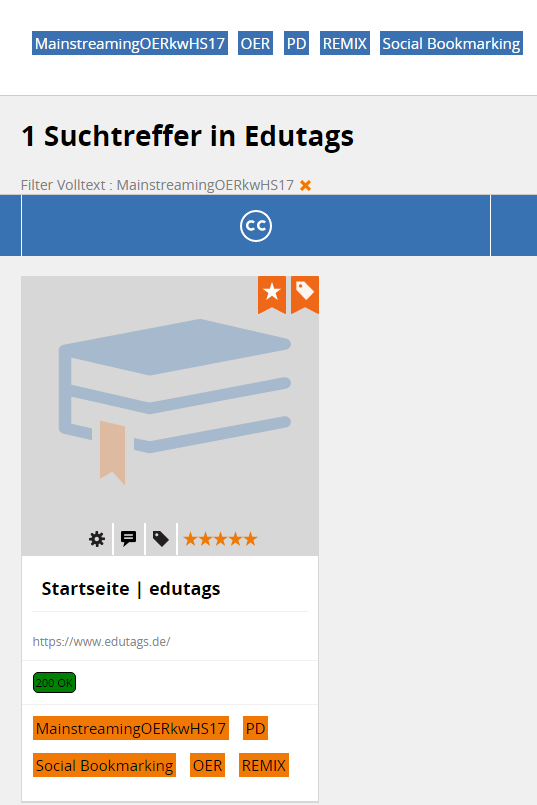 MainstreamingOERkwHS17 OER PD REMIX Social Bookmarking
1 Suchtreffer in Edutags
Filter Volltext : MainstreamingOERkwHS17
cc
Startseite | edutags
https://www.edutags.de/
200 OK
MainstreamingOERkwHS17 PD
Social Bookmarking OER REMIX